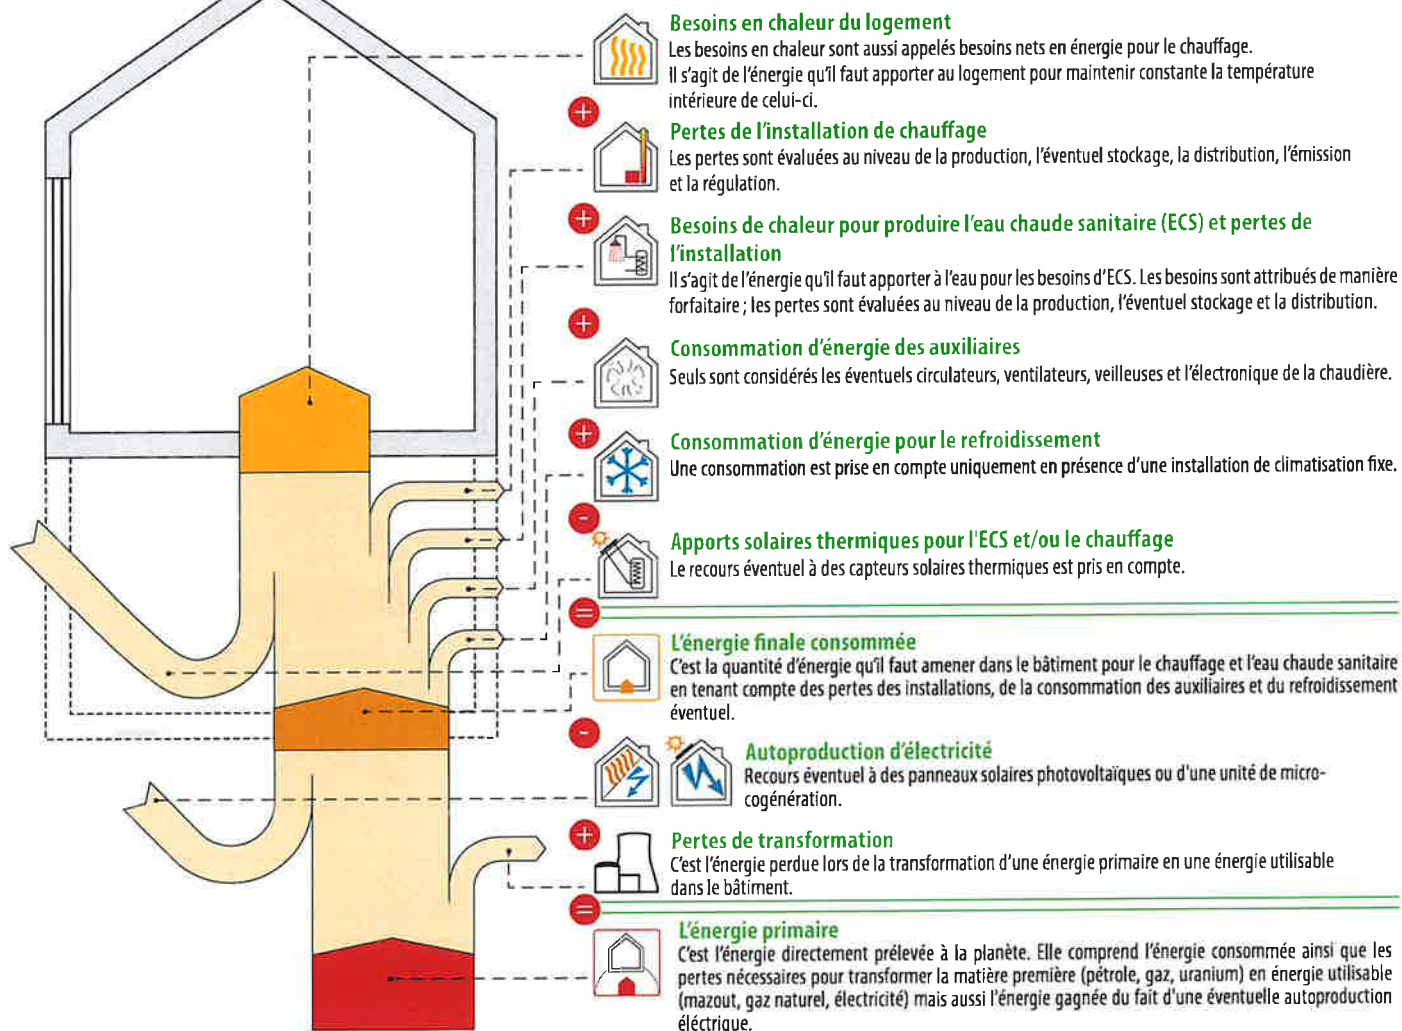 Besoins en chaleur du logement
Les besoins en chaleur sont aussi appelés besoins nets en énergie pour le chauffage.
Il s'agit de l'énergie qu'il faut apporter au logement pour maintenir constante la température
intérieure de celui-ci.
+
Pertes de l'installation de chauffage
Les pertes sont évaluées au niveau de la production, l'éventuel stockage, la distribution, l'émission
et la régulation.
+
Besoins de chaleur pour produire l'eau chaude sanitaire (ECS) et pertes de
l'installation
Il s'agit de l'énergie qu'il faut apporter à l'eau pour les besoins d'ECS. Les besoins sont attribués de manière
forfaitaire ; les pertes sont évaluées au niveau de la production, l'éventuel stockage et la distribution.
+
Consommation d'énergie des auxiliaires
Seuls sont considérés les éventuels circulateurs, ventilateurs, veilleuses et l'électronique de la chaudière.
+
Consommation d'énergie pour le refroidissement
Une consommation est prise en compte uniquement en présence d'une installation de climatisation fixe.
-
Apports solaires thermiques pour l'ECS et/ou le chauffage
Le recours éventuel à des capteurs solaires thermiques est pris en compte.
=
L'énergie finale consommée
C'est la quantité d'énergie qu'il faut amener dans le bâtiment pour le chauffage et l'eau chaude sanitaire
en tenant compte des pertes des installations, de la consommation des auxiliaires et du refroidissement
éventuel.
-
Autoproduction d'électricité
Recours éventuel à des panneaux solaires photovoltaïques ou d'une unité de micro-
cogénération.
+
Pertes de transformation
C'est l'énergie perdue lors de la transformation d'une énergie primaire en une énergie utilisable
dans le bâtiment.
=
L'énergie primaire
C'est l'énergie directement prélevée à la planète. Elle comprend l'énergie consommée ainsi que les
pertes nécessaires pour transformer la matière première (pétrole, gaz, uranium) en énergie utilisable
(mazout, gaz naturel, électricité) mais aussi l'énergie gagnée du fait d'une éventuelle autoproduction
éléctrique.